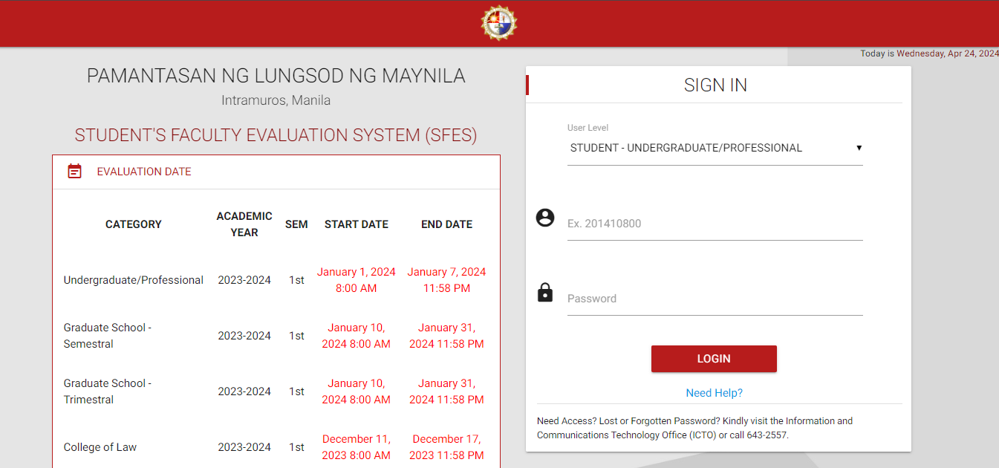 Today is Wednesday, Apr 24, 2024
PAMANTASAN NG LUNGSOD NG MAYNILA
Intramuros, Manila
STUDENT'S FACULTY EVALUATION SYSTEM (SFES)
EVALUATION DATE
CATEGORY ACADEMIC YEAR SEM START DATE END DATE
Undergraduate/Professional 2023-2024 1st January 1, 2024 8:00 AM January 7, 2024 11:58 PM
Graduate School - Semestral 2023-2024 1st January 10, 2024 8:00 AM January 31, 2024 11:58 PM
Graduate School - Trimestral 2023-2024 1st January 10, 2024 8:00 AM January 31, 2024 11:58 PM
College of Law 2023-2024 1st December 11, 2023 8:00 AM December 17, 2023 11:58 PM
SIGN IN
User Level
STUDENT - UNDERGRADUATE/PROFESSIONAL
Ex. 201410800
Password
LOGIN
Need Help?
Need Access? Lost or Forgotten Password? Kindly visit the Information and
Communications Technology Office (ICTO) or call 643-2557.